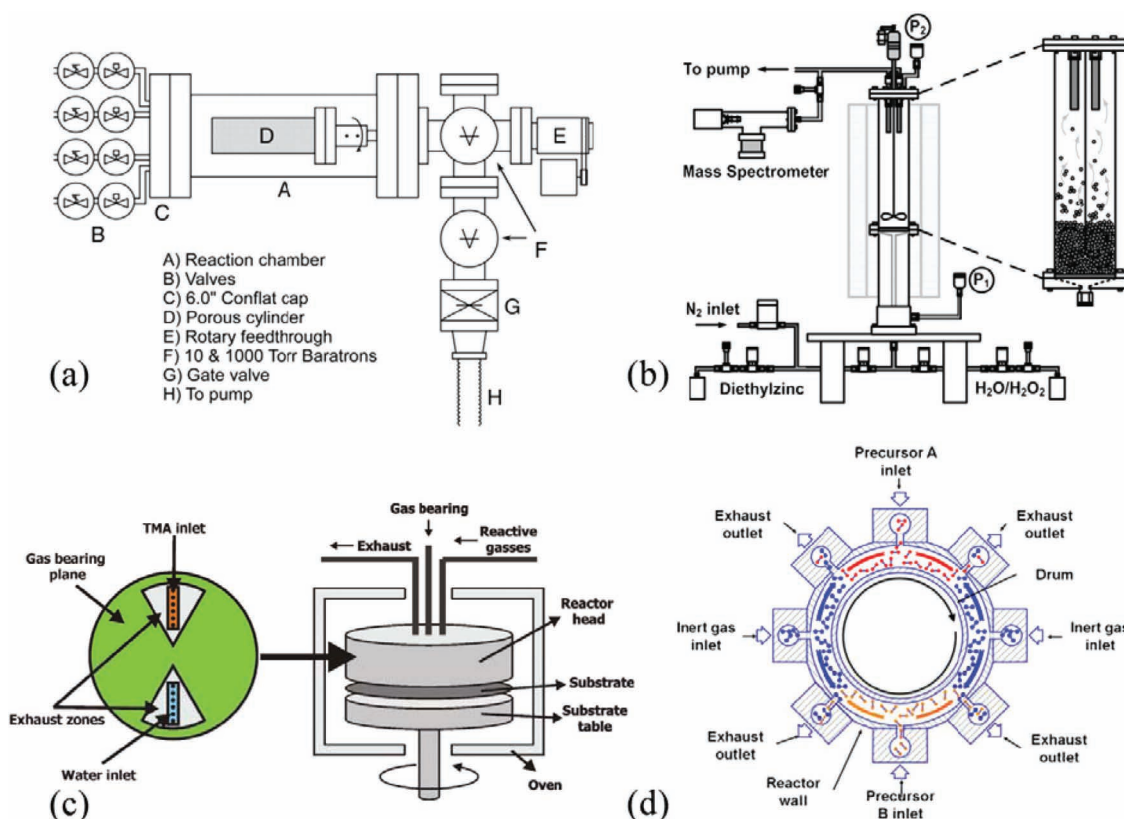 D
E
A
C
B
F
G
H
A) Reaction chamber
B) Valves
C) 6.0" Conflat cap
D) Porous cylinder
E) Rotary feedthrough
F) 10 & 1000 Torr Baratrons
G) Gate valve
H) To pump
(a)
P2
To pump
Mass Spectrometer
P1
N2 inlet
Diethylzinc
H2O/H2O2
(b)
TMA inlet
Gas bearing
plane
Exhaust zones
Water inlet
Gas bearing
Exhaust
Reactive
gasses
Reactor
head
Substrate
Substrate
table
Oven
(c)
Precursor A
inlet
Exhaust
outlet
Exhaust
outlet
Drum
Inert gas
inlet
Inert gas
inlet
Exhaust
outlet
Exhaust
outlet
Reactor
wall
Precursor
B inlet
(d)